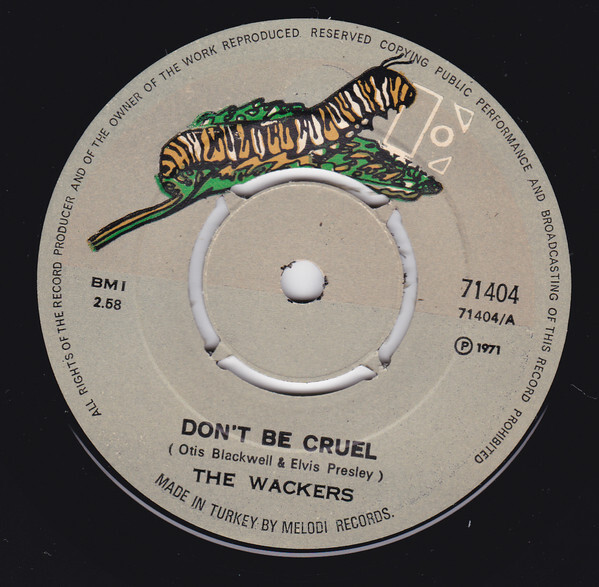 ALL RIGHTS OF THE RECORD PRODUCER AND OF THE OWNER OF THE WORK REPRODUCED RESERVED COPYING PUBLIC PERFORMANCE AND BROADCASTING OF THIS RECORD PROHIBITED
BMI
2.58
71404
71404/A
Ⓟ 1971
DON'T BE CRUEL
( Otis Blackwell & Elvis Presley )
THE WACKERS
MADE IN TURKEY BY MELODI RECORDS.